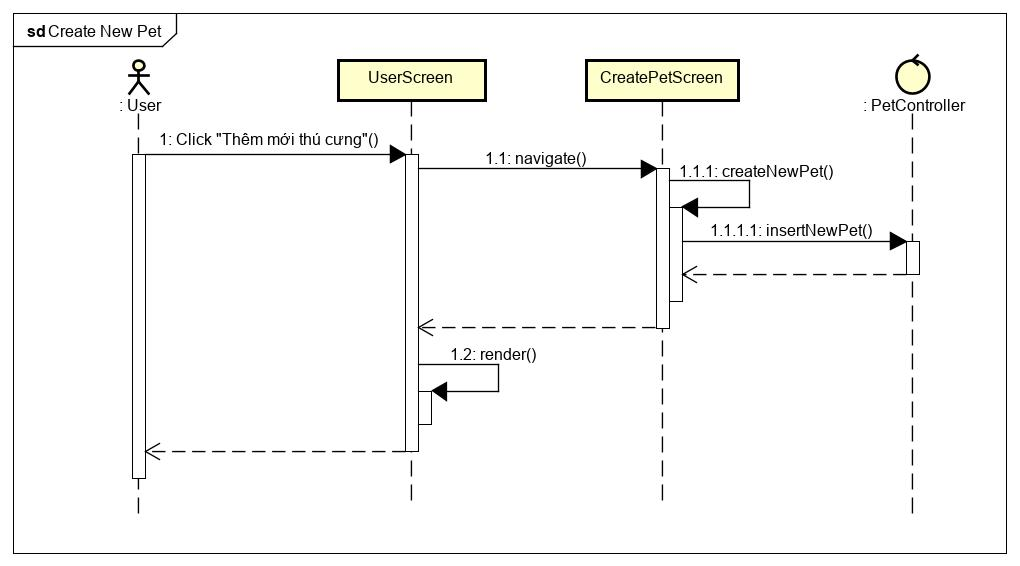 sd Create New Pet
: User
UserScreen
CreatePetScreen
: PetController
1: Click "Thêm mới thú cưng"()
1.1: navigate()
1.1.1: createNewPet()
1.1.1.1: insertNewPet()
1.2: render()